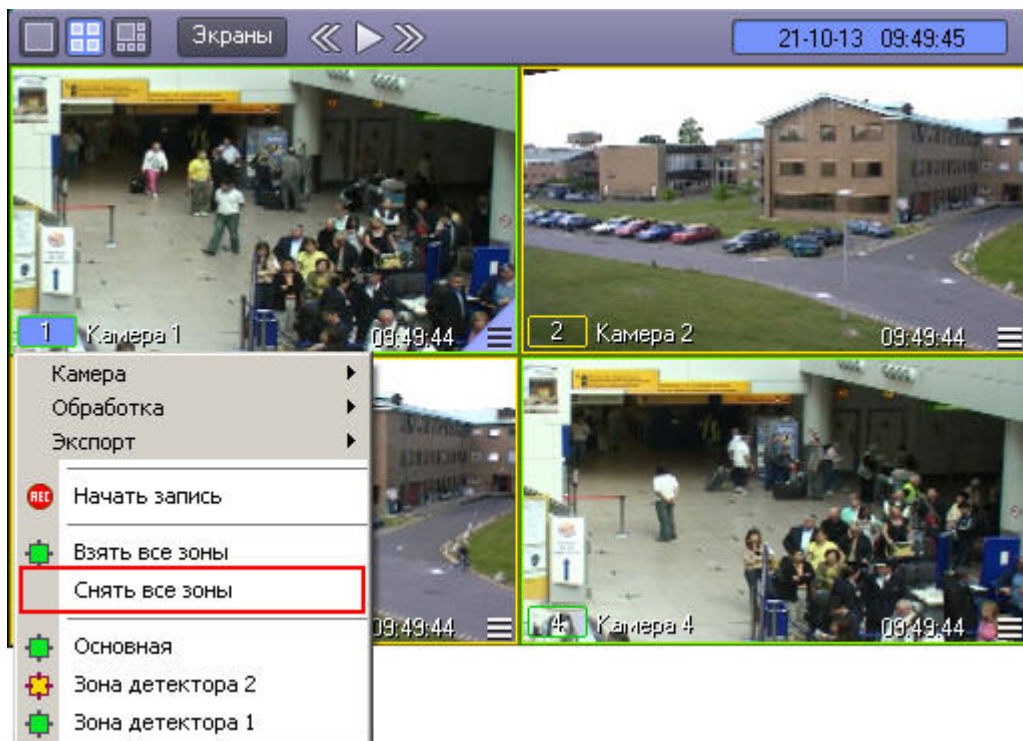 Экраны
21-10-13 09:49:45
1 Камера 1 09:49:44
2 Камера 2 09:49:44
Камера
Обработка
Экспорт
REC Начать запись
Взять все зоны
Снять все зоны
Основная
Зона детектора 2
Зона детектора 1
09:49:44
4 Камера 4 09:49:44